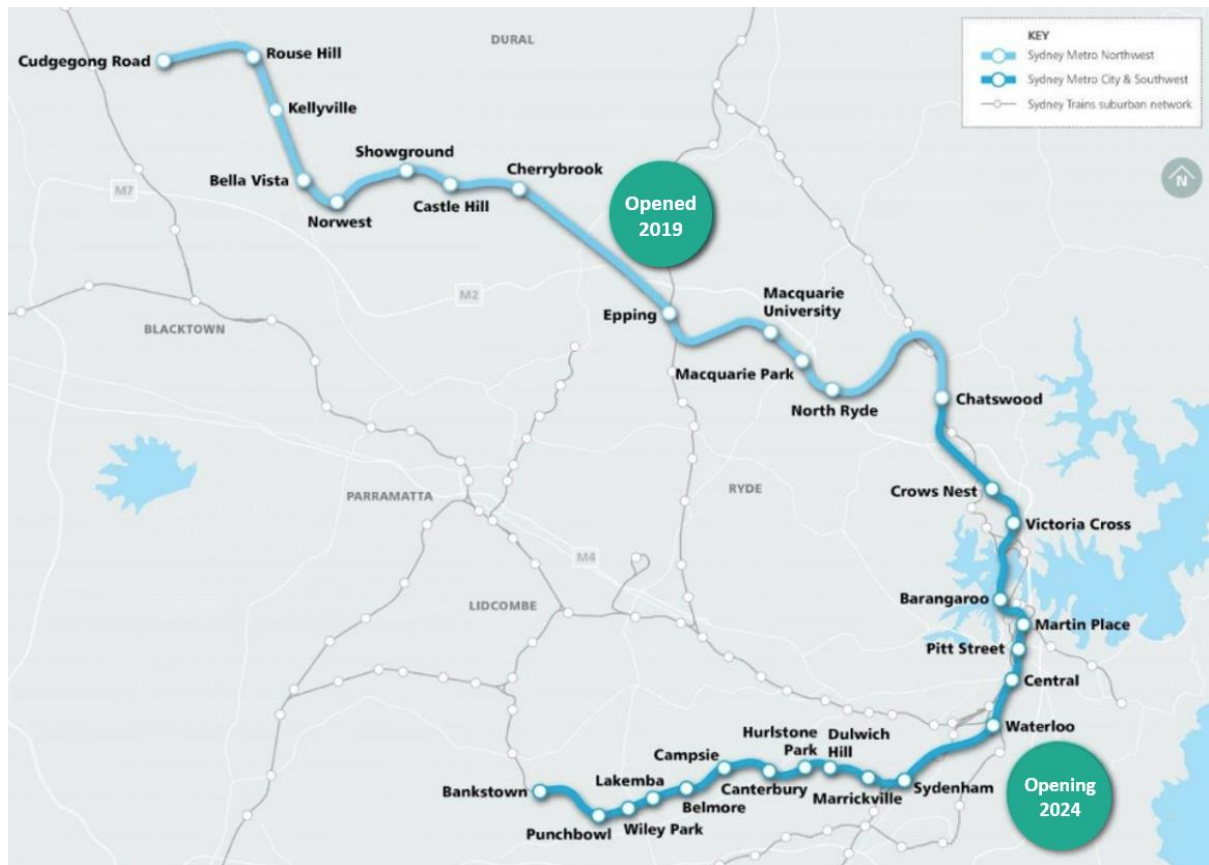 DURAL
KEY
Sydney Metro Northwest
Sydney Metro City & Southwest
Sydney Trains suburban network
N
Cudgegong Road
Rouse Hill
Kellyville
Showground
Cherrybrook
Bella Vista
M7
Norwest
Castle Hill
Opened
2019
M2
Macquarie
University
Epping
BLACKTOWN
Macquarie Park
North Ryde
Chatswood
Crows Nest
RYDE
PARRAMATTA
Victoria Cross
M4
Barangaroo
LIDCOMBE
Martin Place
Pitt Street
Central
Waterloo
Hurlstone
Park
Dulwich
Hill
Campsie
Lakemba
Bankstown
Canterbury
Sydenham
Marrickville
Belmore
Wiley Park
Punchbowl
Opening
2024